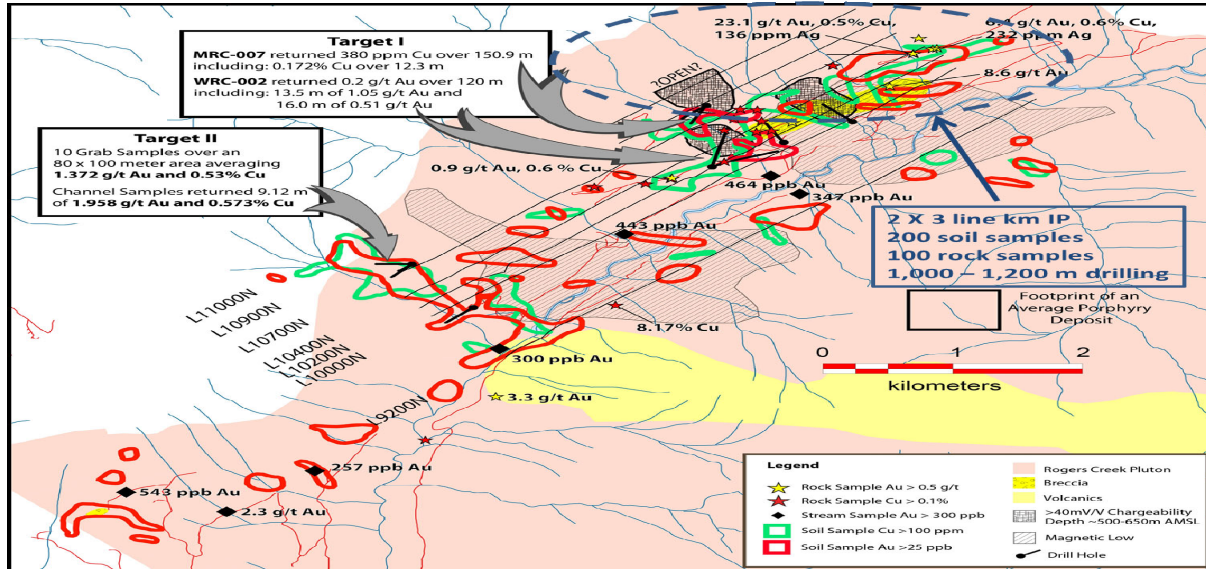 Target I
MRC-007 returned 380 ppm Cu over 150.9 m
including: 0.172% Cu over 12.3 m
WRC-002 returned 0.2 g/t Au over 120 m
including: 13.5 m of 1.05 g/t Au and
16.0 m of 0.51 g/t Au
23.1 g/t Au, 0.5% Cu,
136 ppm Ag
6.4 g/t Au, 0.6% Cu,
232 ppm Ag
?OPEN?
8.6 g/t Au
Target II
10 Grab Samples over an
80 x 100 meter area averaging
1.372 g/t Au and 0.53% Cu
Channel Samples returned 9.12 m
of 1.958 g/t Au and 0.573% Cu
0.9 g/t Au, 0.6 % Cu
464 ppb Au
347 ppb Au
443 ppb Au
2 X 3 line km IP
200 soil samples
100 rock samples
1,000 – 1,200 m drilling
Footprint of an
Average Porphyry
Deposit
L11000N
L10900N
L10700N
L10400N
L10200N
L10000N
8.17% Cu
300 ppb Au
0 1 2
kilometers
3.3 g/t Au
L9200N
257 ppb Au
543 ppb Au
2.3 g/t Au
Legend
Rock Sample Au > 0.5 g/t
Rock Sample Cu > 0.1%
Stream Sample Au > 300 ppb
Soil Sample Cu >100 ppm
Soil Sample Au >25 ppb
Rogers Creek Pluton
Breccia
Volcanics
>40mV/V Chargeability
Depth ~500-650m AMSL
Magnetic Low
Drill Hole